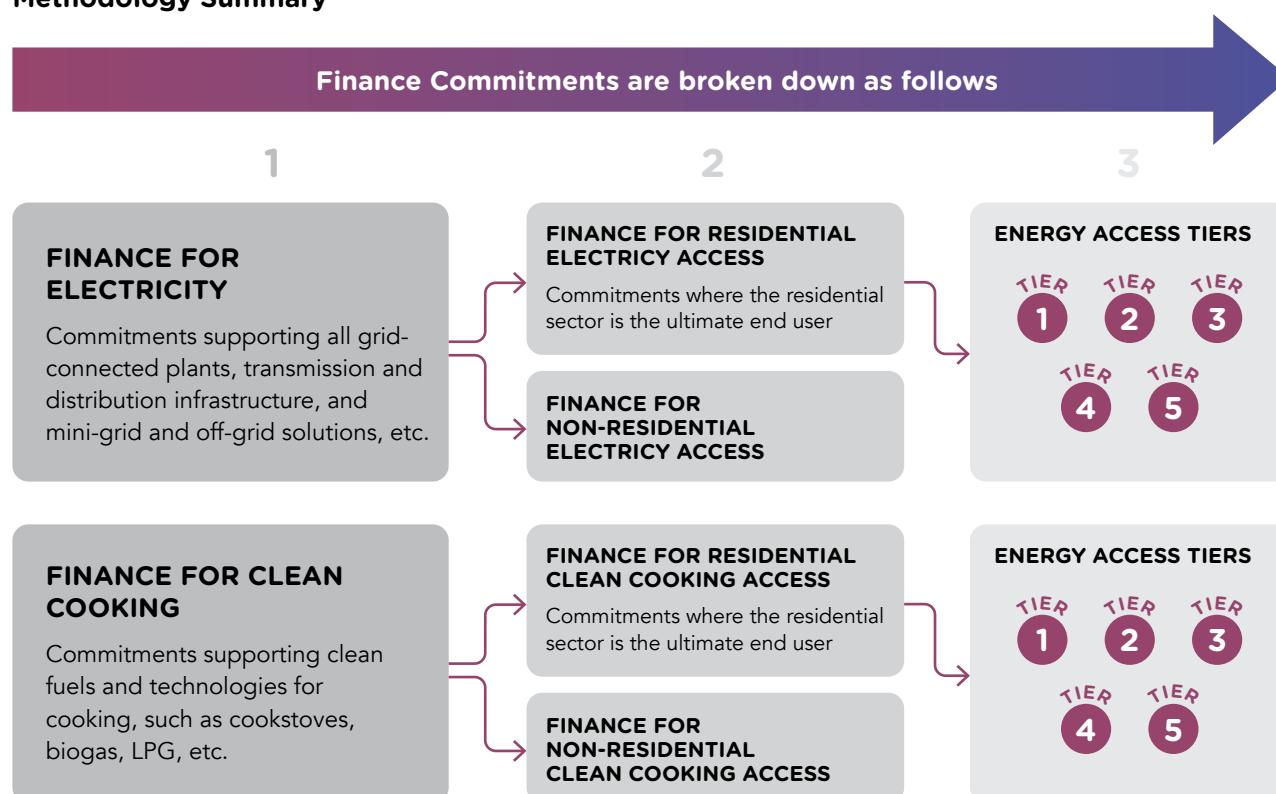 Methodology Summary
Finance Commitments are broken down as follows
1
2
3
FINANCE FOR
ELECTRICITY
Commitments supporting all grid-
connected plants, transmission and
distribution infrastructure, and
mini-grid and off-grid solutions, etc.
FINANCE FOR RESIDENTIAL
ELECTRICY ACCESS
Commitments where the residential
sector is the ultimate end user
FINANCE FOR
NON-RESIDENTIAL
ELECTRICY ACCESS
ENERGY ACCESS TIERS
TIER
1
TIER
2
TIER
3
TIER
4
TIER
5
FINANCE FOR CLEAN
COOKING
Commitments supporting clean
fuels and technologies for
cooking, such as cookstoves,
biogas, LPG, etc.
FINANCE FOR RESIDENTIAL
CLEAN COOKING ACCESS
Commitments where the residential
sector is the ultimate end user
FINANCE FOR
NON-RESIDENTIAL
CLEAN COOKING ACCESS
ENERGY ACCESS TIERS
TIER
1
TIER
2
TIER
3
TIER
4
TIER
5